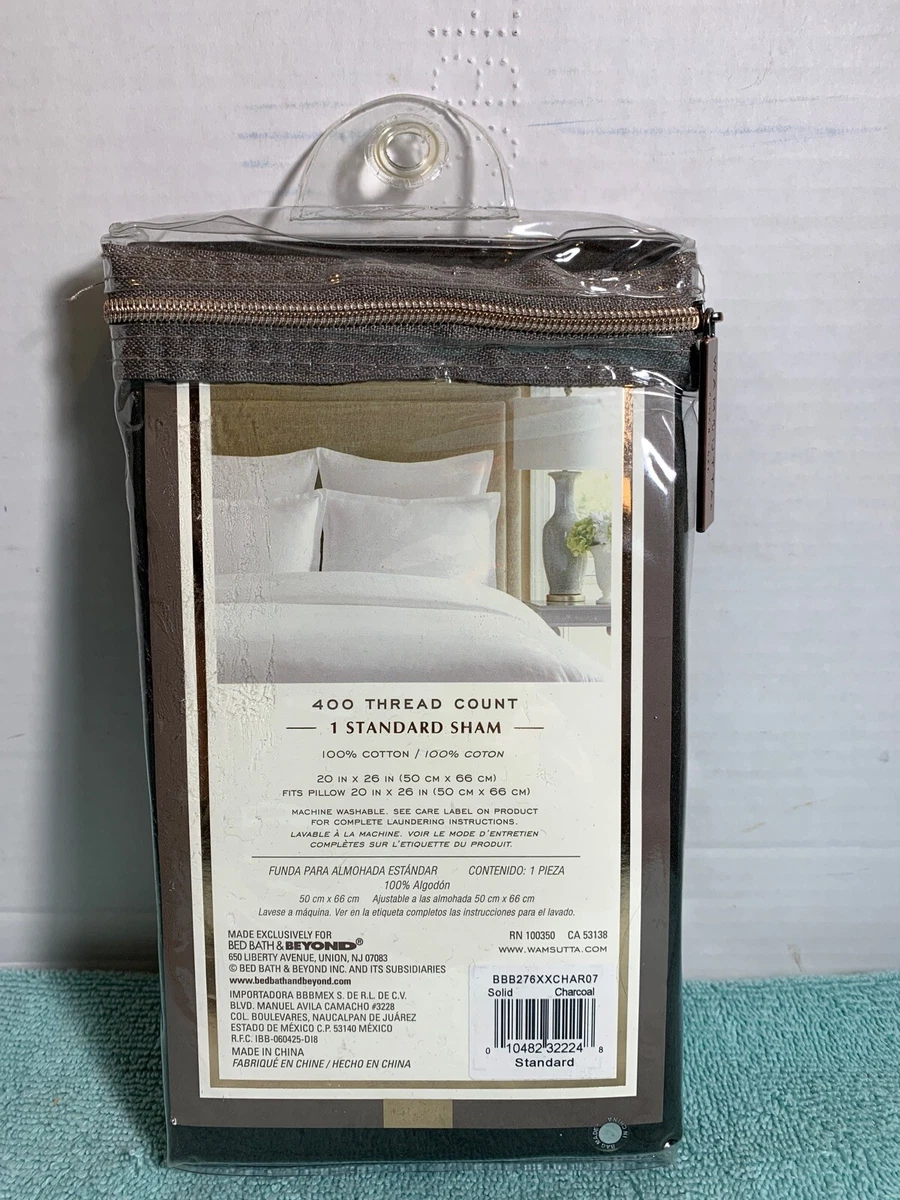 400 THREAD COUNT
1 STANDARD SHAM
100% COTTON / 100% COTON
20 IN X 26 IN (50 CM X 66 CM)
FITS PILLOW 20 IN X 26 IN (50 CM X 66 CM)
MACHINE WASHABLE. SEE CARE LABEL ON PRODUCT
FOR COMPLETE LAUNDERING INSTRUCTIONS.
LAVABLE À LA MACHINE. VOIR LE MODE D'ENTRETIEN
COMPLÈTES SUR L'ETIQUETTE DU PRODUIT.
FUNDA PARA ALMOHADA ESTÁNDAR CONTENIDO: 1 PIEZA
100% Algodón
50 cm x 66 cm Ajustable a las almohada 50 cm x 66 cm
Lavese a máquina. Ver en la etiqueta completos las instrucciones para el lavado.
MADE EXCLUSIVELY FOR
BED BATH & BEYOND®
650 LIBERTY AVENUE, UNION, NJ 07083
© BED BATH & BEYOND INC. AND ITS SUBSIDIARIES
www.bedbathandbeyond.com
IMPORTADORA BBBMEX S. DE R.L. DE C.V.
BLVD. MANUEL AVILA CAMACHO #3228
COL. BOULEVARES, NAUCALPAN DE JUÁREZ
ESTADO DE MÉXICO C.P. 53140 MÉXICO
R.F.C. IBB-060425-DI8
MADE IN CHINA
FABRIQUÉ EN CHINE / HECHO EN CHINA
RN 100350 CA 53138
WWW.WAMSUTTA.COM
BBB276XXCHAR07
Solid Charcoal
0 10482 32224 8
Standard